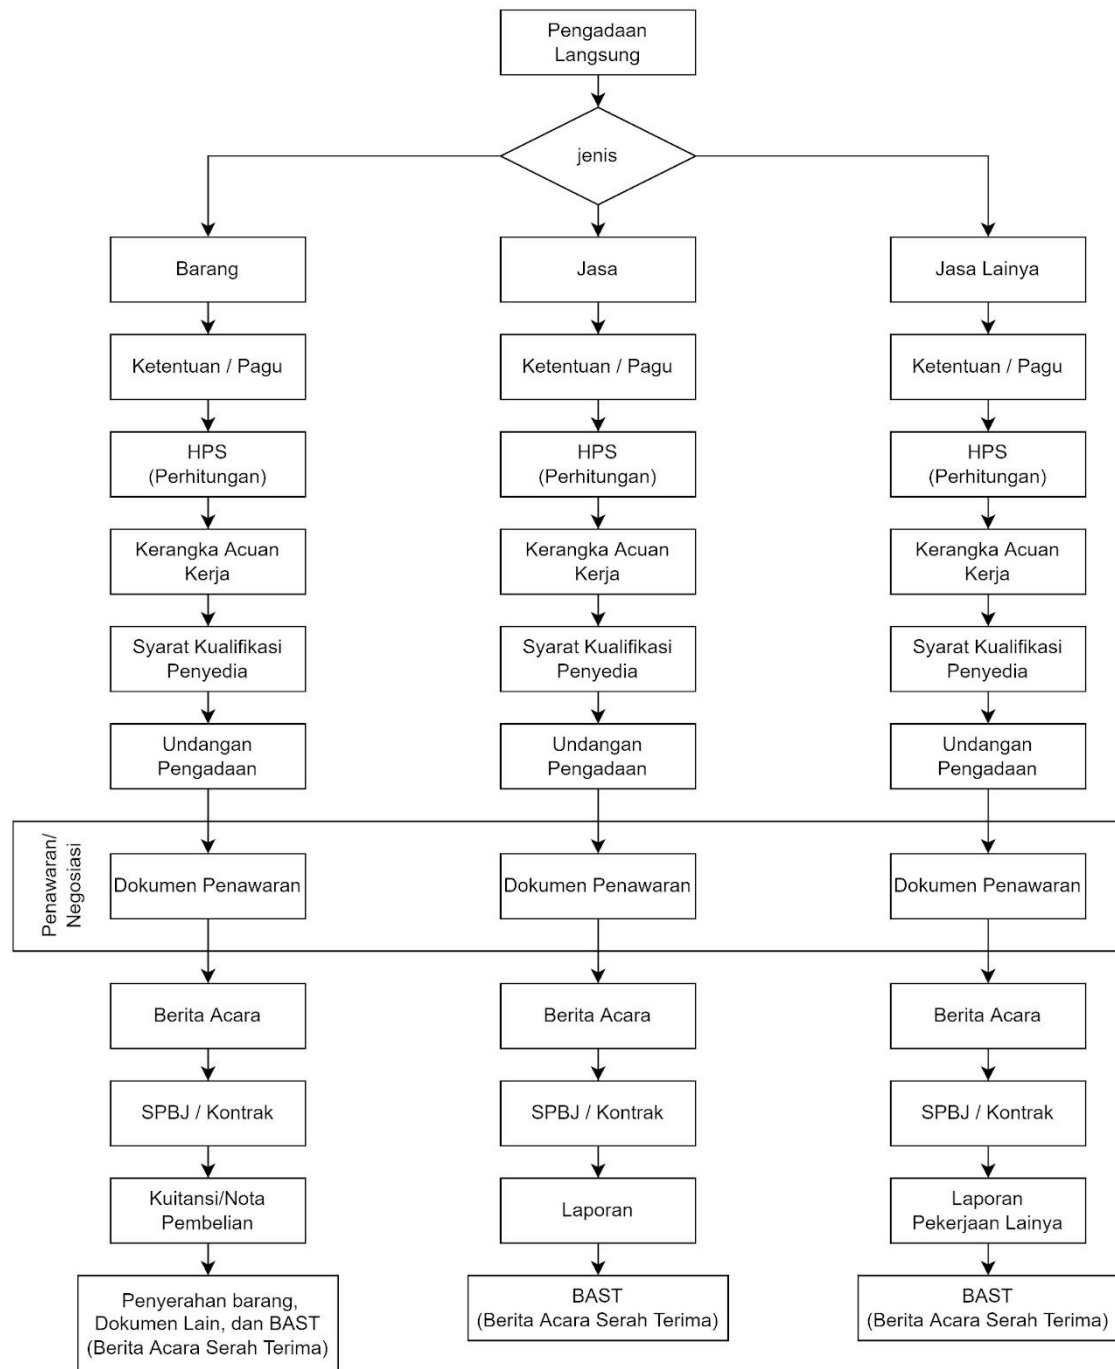 Pengadaan
Langsung
jenis
Barang
Jasa
Jasa Lainya
Ketentuan / Pagu
Ketentuan / Pagu
Ketentuan / Pagu
HPS
(Perhitungan)
HPS
(Perhitungan)
HPS
(Perhitungan)
Kerangka Acuan
Kerja
Kerangka Acuan
Kerja
Kerangka Acuan
Kerja
Syarat Kualifikasi
Penyedia
Syarat Kualifikasi
Penyedia
Syarat Kualifikasi
Penyedia
Undangan
Pengadaan
Undangan
Pengadaan
Undangan
Pengadaan
Penawaran/
Negosiasi
Dokumen Penawaran
Dokumen Penawaran
Dokumen Penawaran
Berita Acara
Berita Acara
Berita Acara
SPBJ / Kontrak
SPBJ / Kontrak
SPBJ / Kontrak
Kuitansi/Nota
Pembelian
Laporan
Laporan
Pekerjaan Lainya
Penyerahan barang,
Dokumen Lain, dan BAST
(Berita Acara Serah Terima)
BAST
(Berita Acara Serah Terima)
BAST
(Berita Acara Serah Terima)